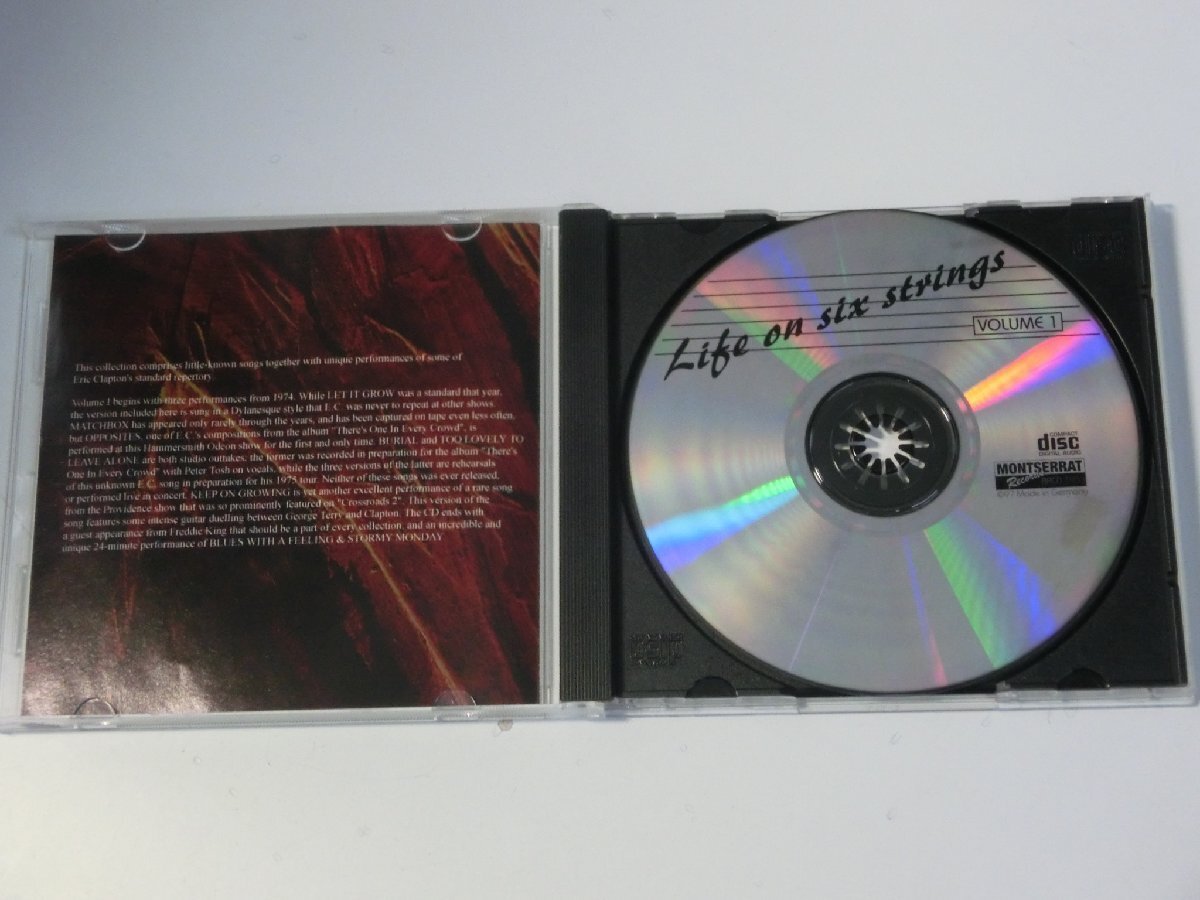 This collection comprises little-known songs together with unique performances of some of
Eric Clapton's standard repertory.
Volume I begins with three performances from 1974. While LET IT GROW was a standard that year,
the version included here is sung in a Dylanesque style that E.C. was never to repeat at other shows.
MATCHBOX has appeared only rarely through the years, and has been captured on tape even less often,
but OPPOSITES, one of E.C.'s compositions from the album "There's One In Every Crowd", is
performed at this Hammersmith Odeon show for the first and only time. BURIAL and TOO LOVELY TO
LEAVE ALONE are both studio outtakes, the former was recorded in preparation for the album "There's
One In Every Crowd" with Peter Tosh on vocals, while the three versions of the latter are rehearsals
of this unknown E.C. song in preparation for his 1975 tour. Neither of these songs was ever released,
or performed live in concert. KEEP ON GROWING is yet another excellent performance of a rare song
from the Providence show that was so prominently featured on "Crossroads 2". This version of the
song features some intense guitar duelling between George Terry and Clapton. The CD ends with
a guest appearance from Freddie King that should be a part of every collection, and an incredible and
unique 24-minute performance of BLUES WITH A FEELING & STORMY MONDAY
Life on six strings
VOLUME 1
COMPACT
disc
DIGITAL AUDIO
MONTSERRAT
Records
©97 Made in Germany